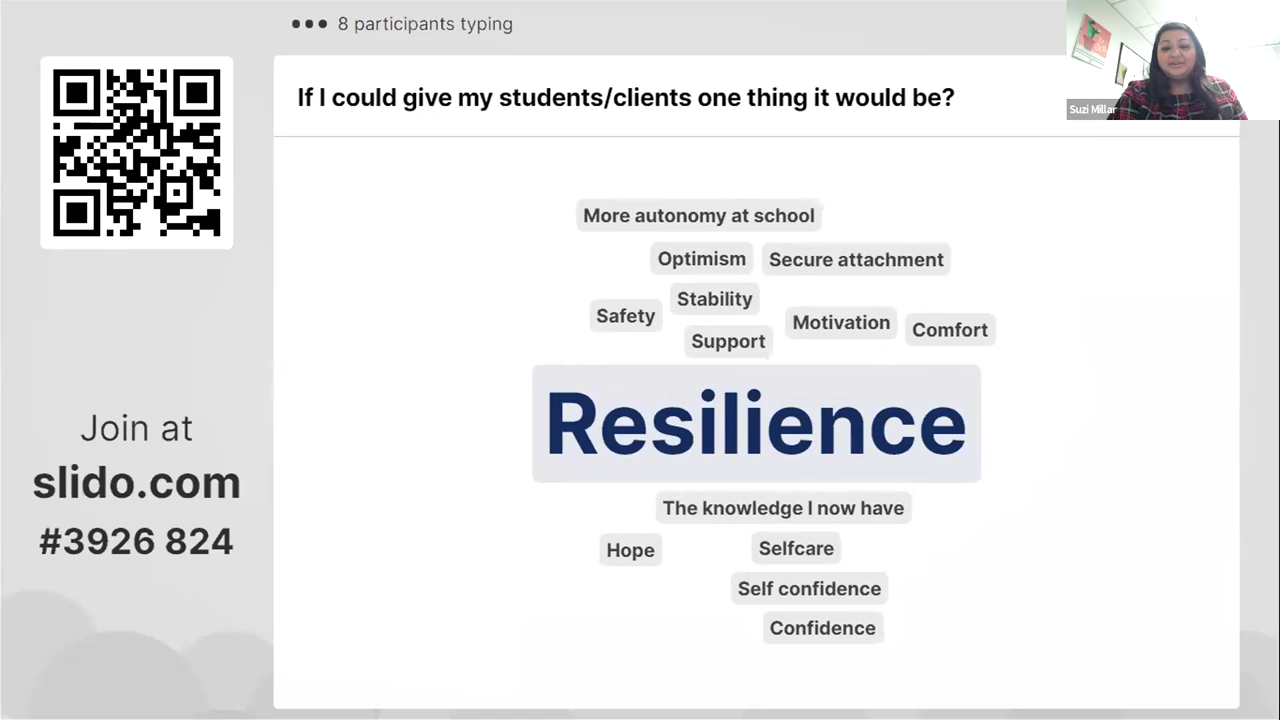 8 participants typing
If I could give my students/clients one thing it would be?
Suzi Millar
More autonomy at school
Optimism
Secure attachment
Stability
Safety
Motivation
Comfort
Support
Resilience
The knowledge I now have
Hope
Selfcare
Self confidence
Confidence
Join at
slido.com
#3926 824